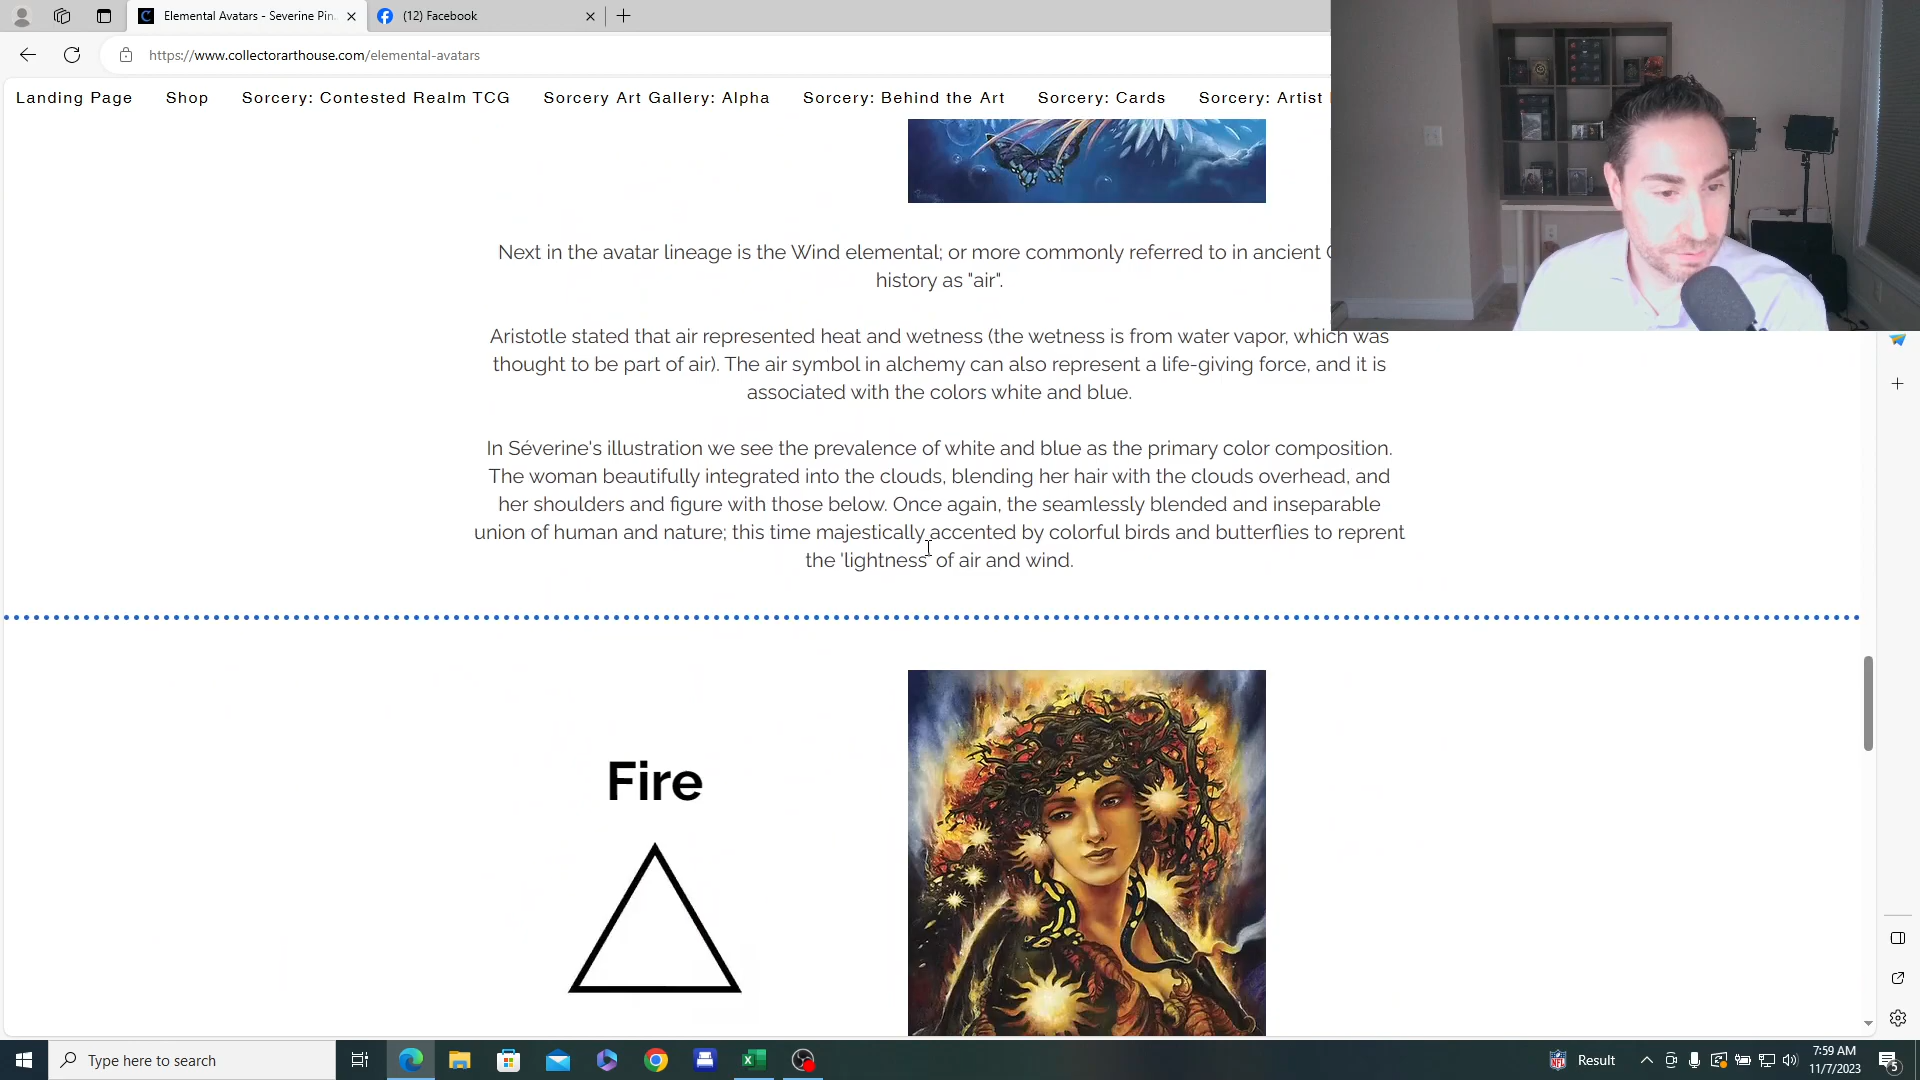 Elemental Avatars - Severine Pin
(12) Facebook
https://www.collectorarthouse.com/elemental-avatars
Landing Page
Shop
Sorcery: Contested Realm TCG
Sorcery Art Gallery: Alpha
Sorcery: Behind the Art
Sorcery: Cards
Sorcery: Artist
Next in the avatar lineage is the Wind elemental; or more commonly referred to in ancient
history as "air".
Aristotle stated that air represented heat and wetness (the wetness is from water vapor, which was
thought to be part of air). The air symbol in alchemy can also represent a life-giving force, and it is
associated with the colors white and blue.
In Séverine's illustration we see the prevalence of white and blue as the primary color composition.
The woman beautifully integrated into the clouds, blending her hair with the clouds overhead, and
her shoulders and figure with those below. Once again, the seamlessly blended and inseparable
union of human and nature; this time majestically accented by colorful birds and butterflies to reprent
the 'lightness' of air and wind.
Fire
Type here to search
Result
7:59 AM
11/7/2023
5